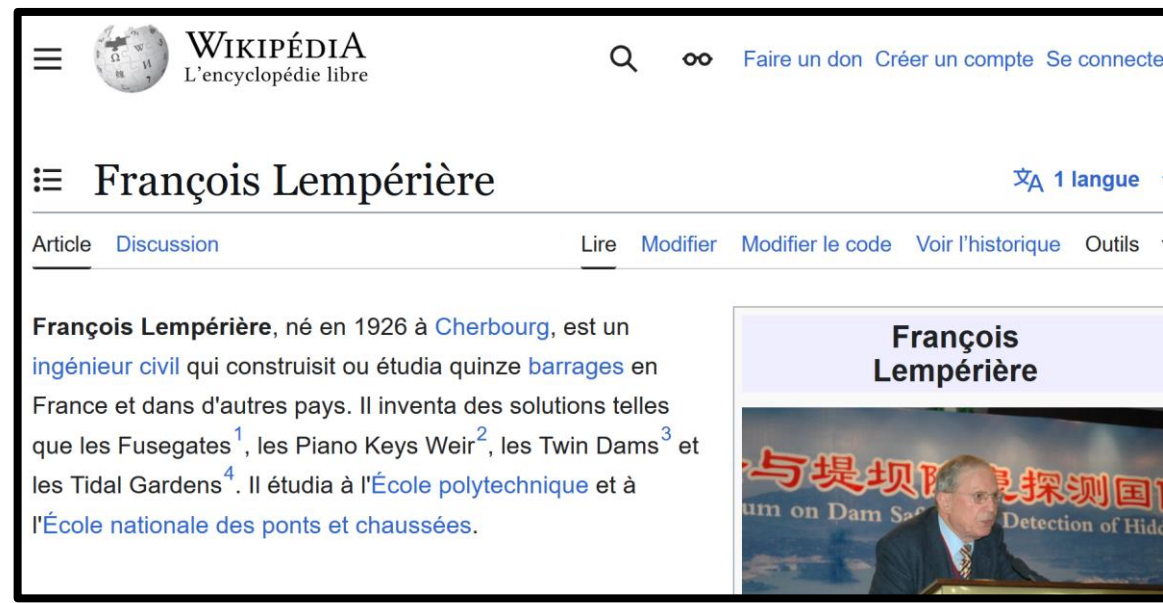 WIKIPÉDIA
L'encyclopédie libre
Faire un don Créer un compte Se connecte
François Lempérière
1 langue
Article Discussion Lire Modifier Modifier le code Voir l'historique Outils
François Lempérière, né en 1926 à Cherbourg, est un
ingénieur civil qui construisit ou étudia quinze barrages en
France et dans d'autres pays. Il inventa des solutions telles
que les Fusegates1, les Piano Keys Weir2, les Twin Dams3 et
les Tidal Gardens4. Il étudia à l'École polytechnique et à
l'École nationale des ponts et chaussées.
François
Lempérière
与堤坝 探测国
um on Dam Detection of Hid